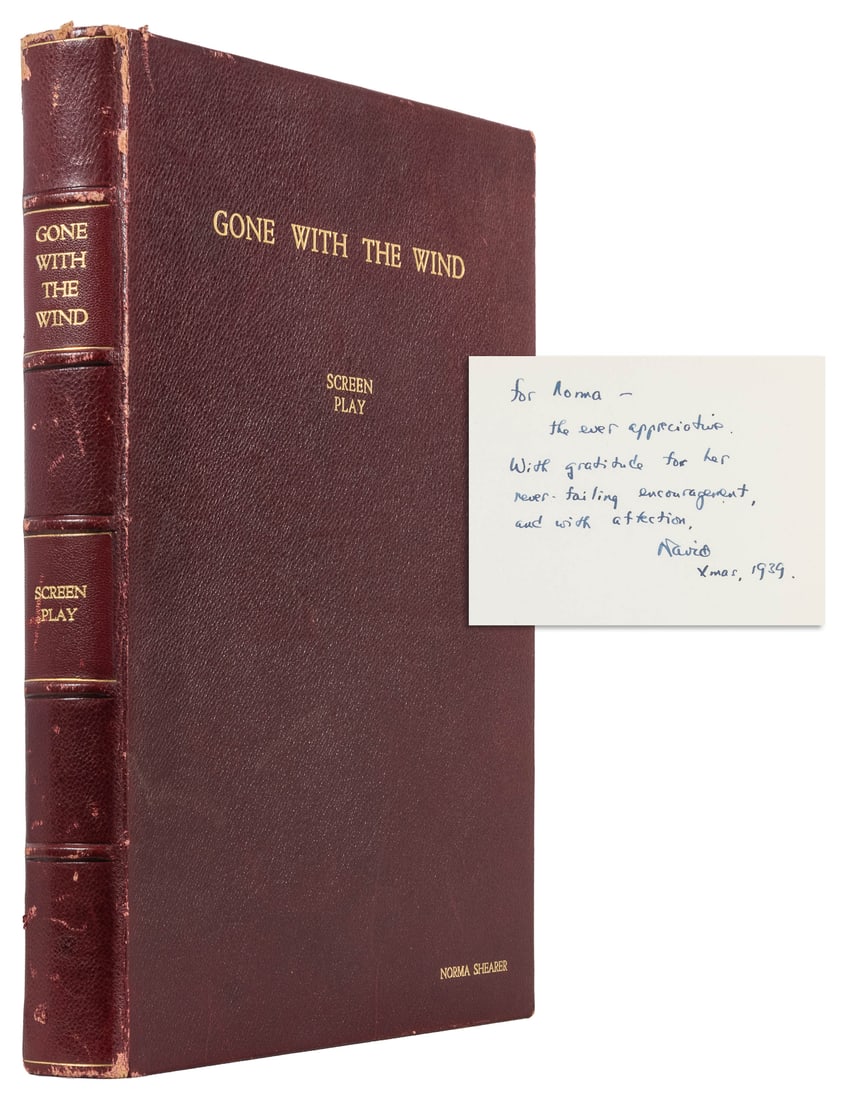 GONE
WITH
THE
WIND
SCREEN
PLAY
GONE WITH THE WIND
SCREEN
PLAY
NORMA SHEARER
for Norma —
the ever appreciative.
With gratitude for her
never-failing encouragement,
and with affection,
David
Xmas, 1939.